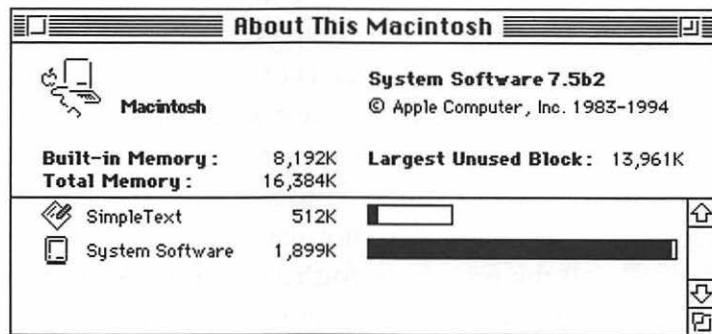 About This Macintosh
System Software 7.5b2
Macintosh
© Apple Computer, Inc. 1983-1994
Built-in Memory : 8,192K Largest Unused Block : 13,961K
Total Memory : 16,384K
SimpleText 512K
System Software 1,899K